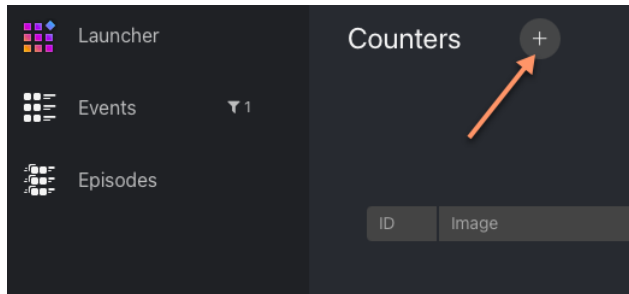 Launcher
Events 1
Episodes
Counters +
ID Image